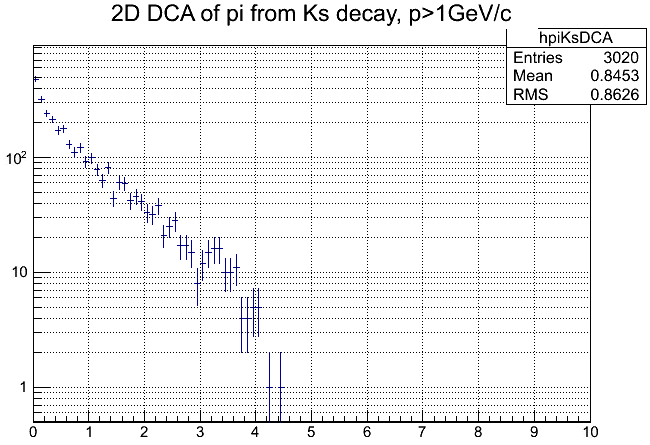 2D DCA of pi from Ks decay, p>1GeV/c
hpiKsDCA
Entries 3020
Mean 0.8453
RMS 0.8626
10²
10
1
0 1 2 3 4 5 6 7 8 9 10